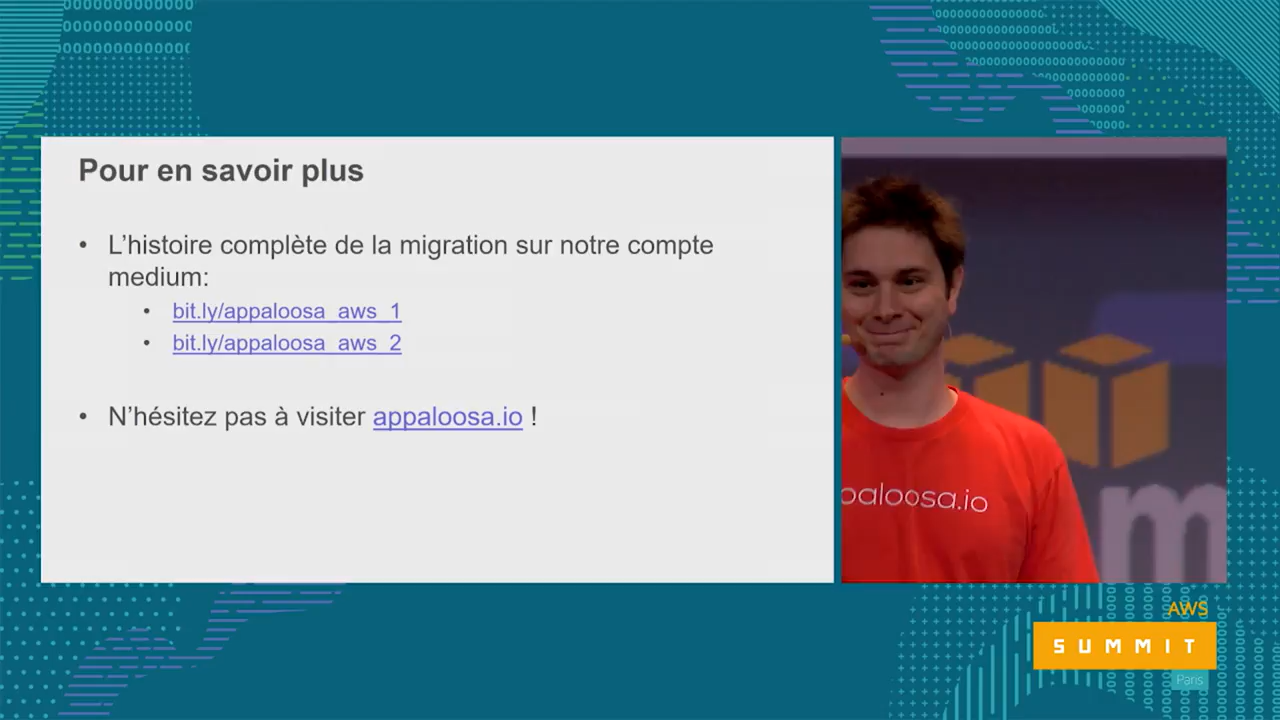 Pour en savoir plus
• L’histoire complète de la migration sur notre compte
medium:
• bit.ly/appaloosa_aws_1
• bit.ly/appaloosa_aws_2
• N’hésitez pas à visiter appaloosa.io !
paloosa.io
m
AWS
SUMMIT
Paris